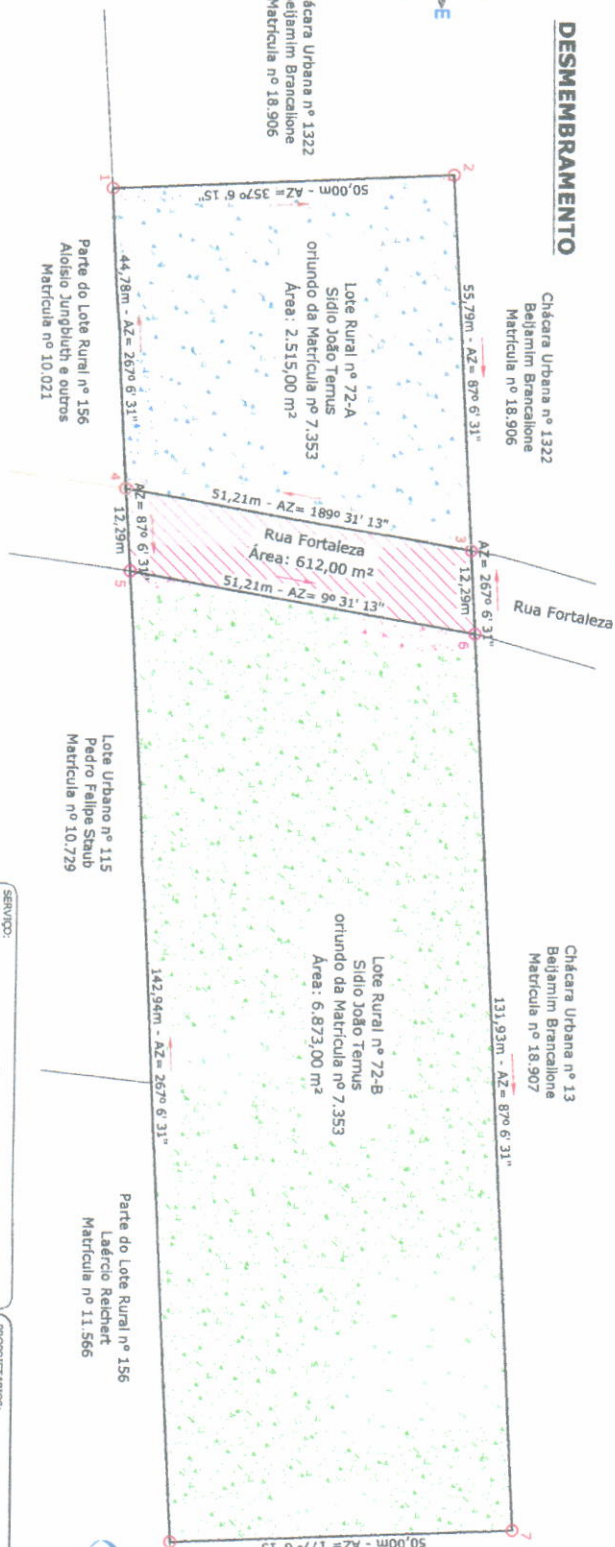 DESMEMBRAMENTO
E
Chácara Urbana nº 1322
Beijamim Brancalione
Matrícula nº 18.906
Chácara Urbana nº 1322
Beijamim Brancalione
Matrícula nº 18.906
Chácara Urbana nº 13
Beijamim Brancalione
Matrícula nº 18.907
2
55,79m - AZ= 87º 6' 31"
3
AZ= 267º 6' 31"
12,29m
6
Rua Fortaleza
131,93m - AZ= 87º 6' 31"
7
50,00m - AZ= 357º 6' 15"
Lote Rural nº 72-A
Sidio João Ternus
oriundo da Matrícula nº 7.353
Área: 2.515,00 m²
51,21m - AZ= 189º 31' 13"
Rua Fortaleza
Área: 612,00 m²
51,21m - AZ= 9º 31' 13"
Lote Rural nº 72-B
Sidio João Ternus
oriundo da Matrícula nº 7.353
Área: 6.873,00 m²
1
44,78m - AZ= 267º 6' 31"
4
AZ= 87º 6' 31"
12,29m
5
142,94m - AZ= 267º 6' 31"
50,00m
Parte do Lote Rural nº 156
Aloísio Jungbluth e outros
Matrícula nº 10.021
Lote Urbano nº 115
Pedro Felipe Staub
Matrícula nº 10.729
Parte do Lote Rural nº 156
Laércio Reichert
Matrícula nº 11.566
SERVIÇO: